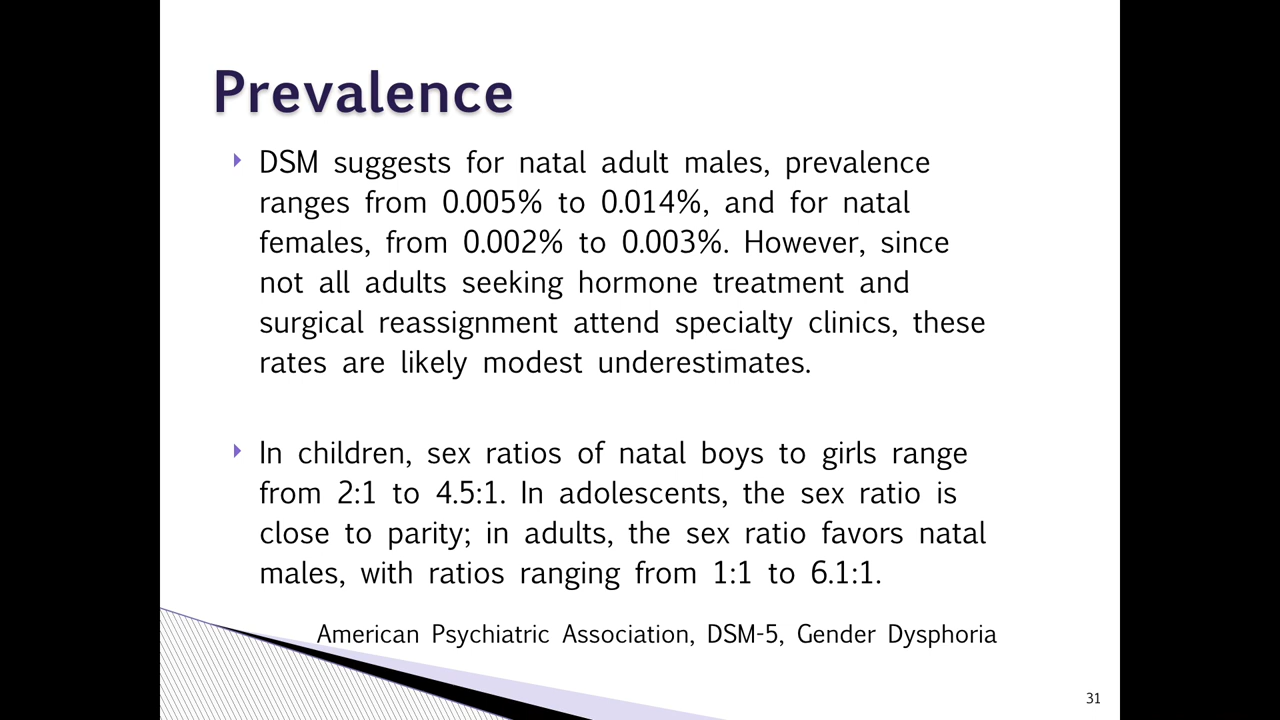 Prevalence
DSM suggests for natal adult males, prevalence
ranges from 0.005% to 0.014%, and for natal
females, from 0.002% to 0.003%. However, since
not all adults seeking hormone treatment and
surgical reassignment attend specialty clinics, these
rates are likely modest underestimates.
In children, sex ratios of natal boys to girls range
from 2:1 to 4.5:1. In adolescents, the sex ratio is
close to parity; in adults, the sex ratio favors natal
males, with ratios ranging from 1:1 to 6.1:1.
American Psychiatric Association, DSM-5, Gender Dysphoria
31